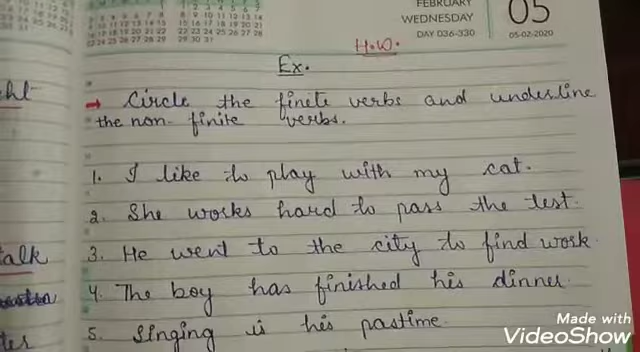 FEBRUARY
WEDNESDAY
05
DAY 036-330
05-02-2020
H.W.
Ex.
→ Circle the finete verbs and underline
the non-finite verbs.
1. I like to play with my cat.
2. She works hard to pass the test.
3. He went to the city to find work.
4. The boy has finished his dinner.
5. Singing is his pastime.
alk
Made with
VideoShow